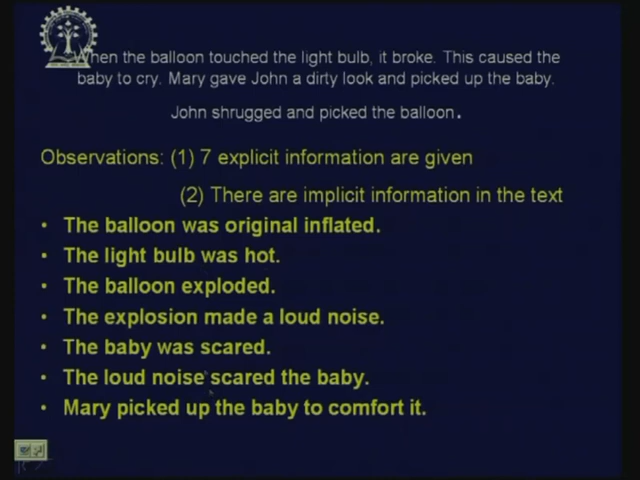 When the balloon touched the light bulb, it broke. This caused the
baby to cry. Mary gave John a dirty look and picked up the baby.
John shrugged and picked the balloon.
Observations: (1) 7 explicit information are given
(2) There are implicit information in the text
• The balloon was original inflated.
• The light bulb was hot.
• The balloon exploded.
• The explosion made a loud noise.
• The baby was scared.
• The loud noise scared the baby.
• Mary picked up the baby to comfort it.